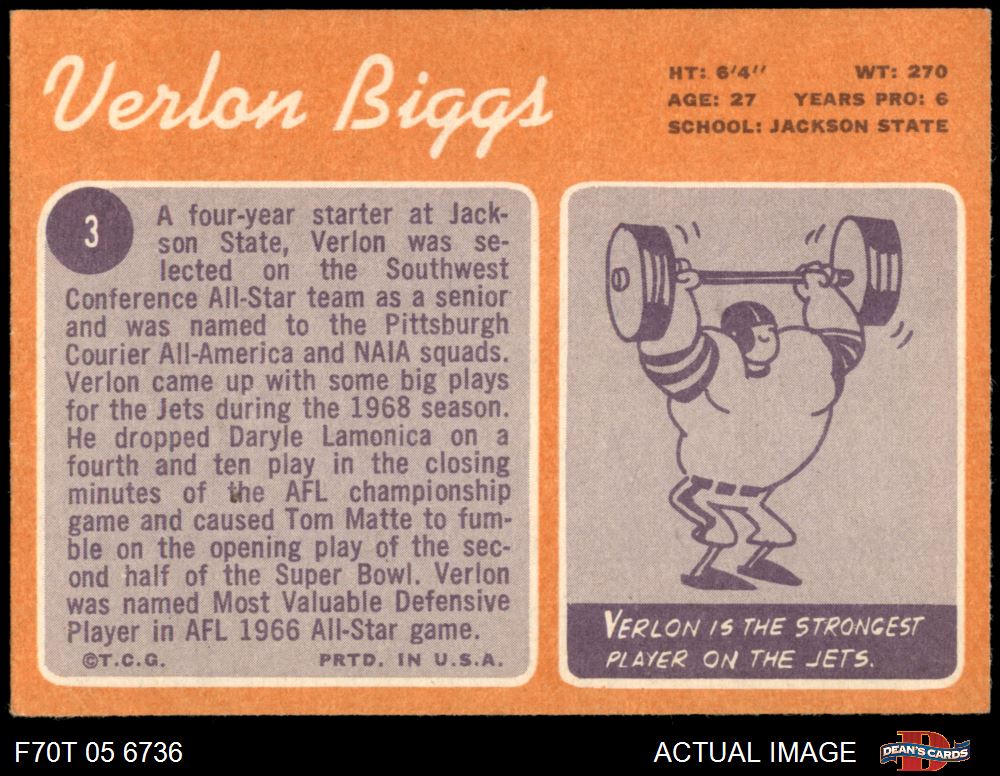 Verlon Biggs
HT: 6'4'' WT: 270
AGE: 27 YEARS PRO: 6
SCHOOL: JACKSON STATE
3
A four-year starter at Jack-
son State, Verlon was se-
lected on the Southwest
Conference All-Star team as a senior
and was named to the Pittsburgh
Courier All-America and NAIA squads.
Verlon came up with some big plays
for the Jets during the 1968 season.
He dropped Daryle Lamonica on a
fourth and ten play in the closing
minutes of the AFL championship
game and caused Tom Matte to fum-
ble on the opening play of the sec-
ond half of the Super Bowl. Verlon
was named Most Valuable Defensive
Player in AFL 1966 All-Star game.
©T.C.G. PRTD. IN U.S.A.
VERLON IS THE STRONGEST
PLAYER ON THE JETS.
F70T 05 6736 ACTUAL IMAGE D DEAN'S CARDS